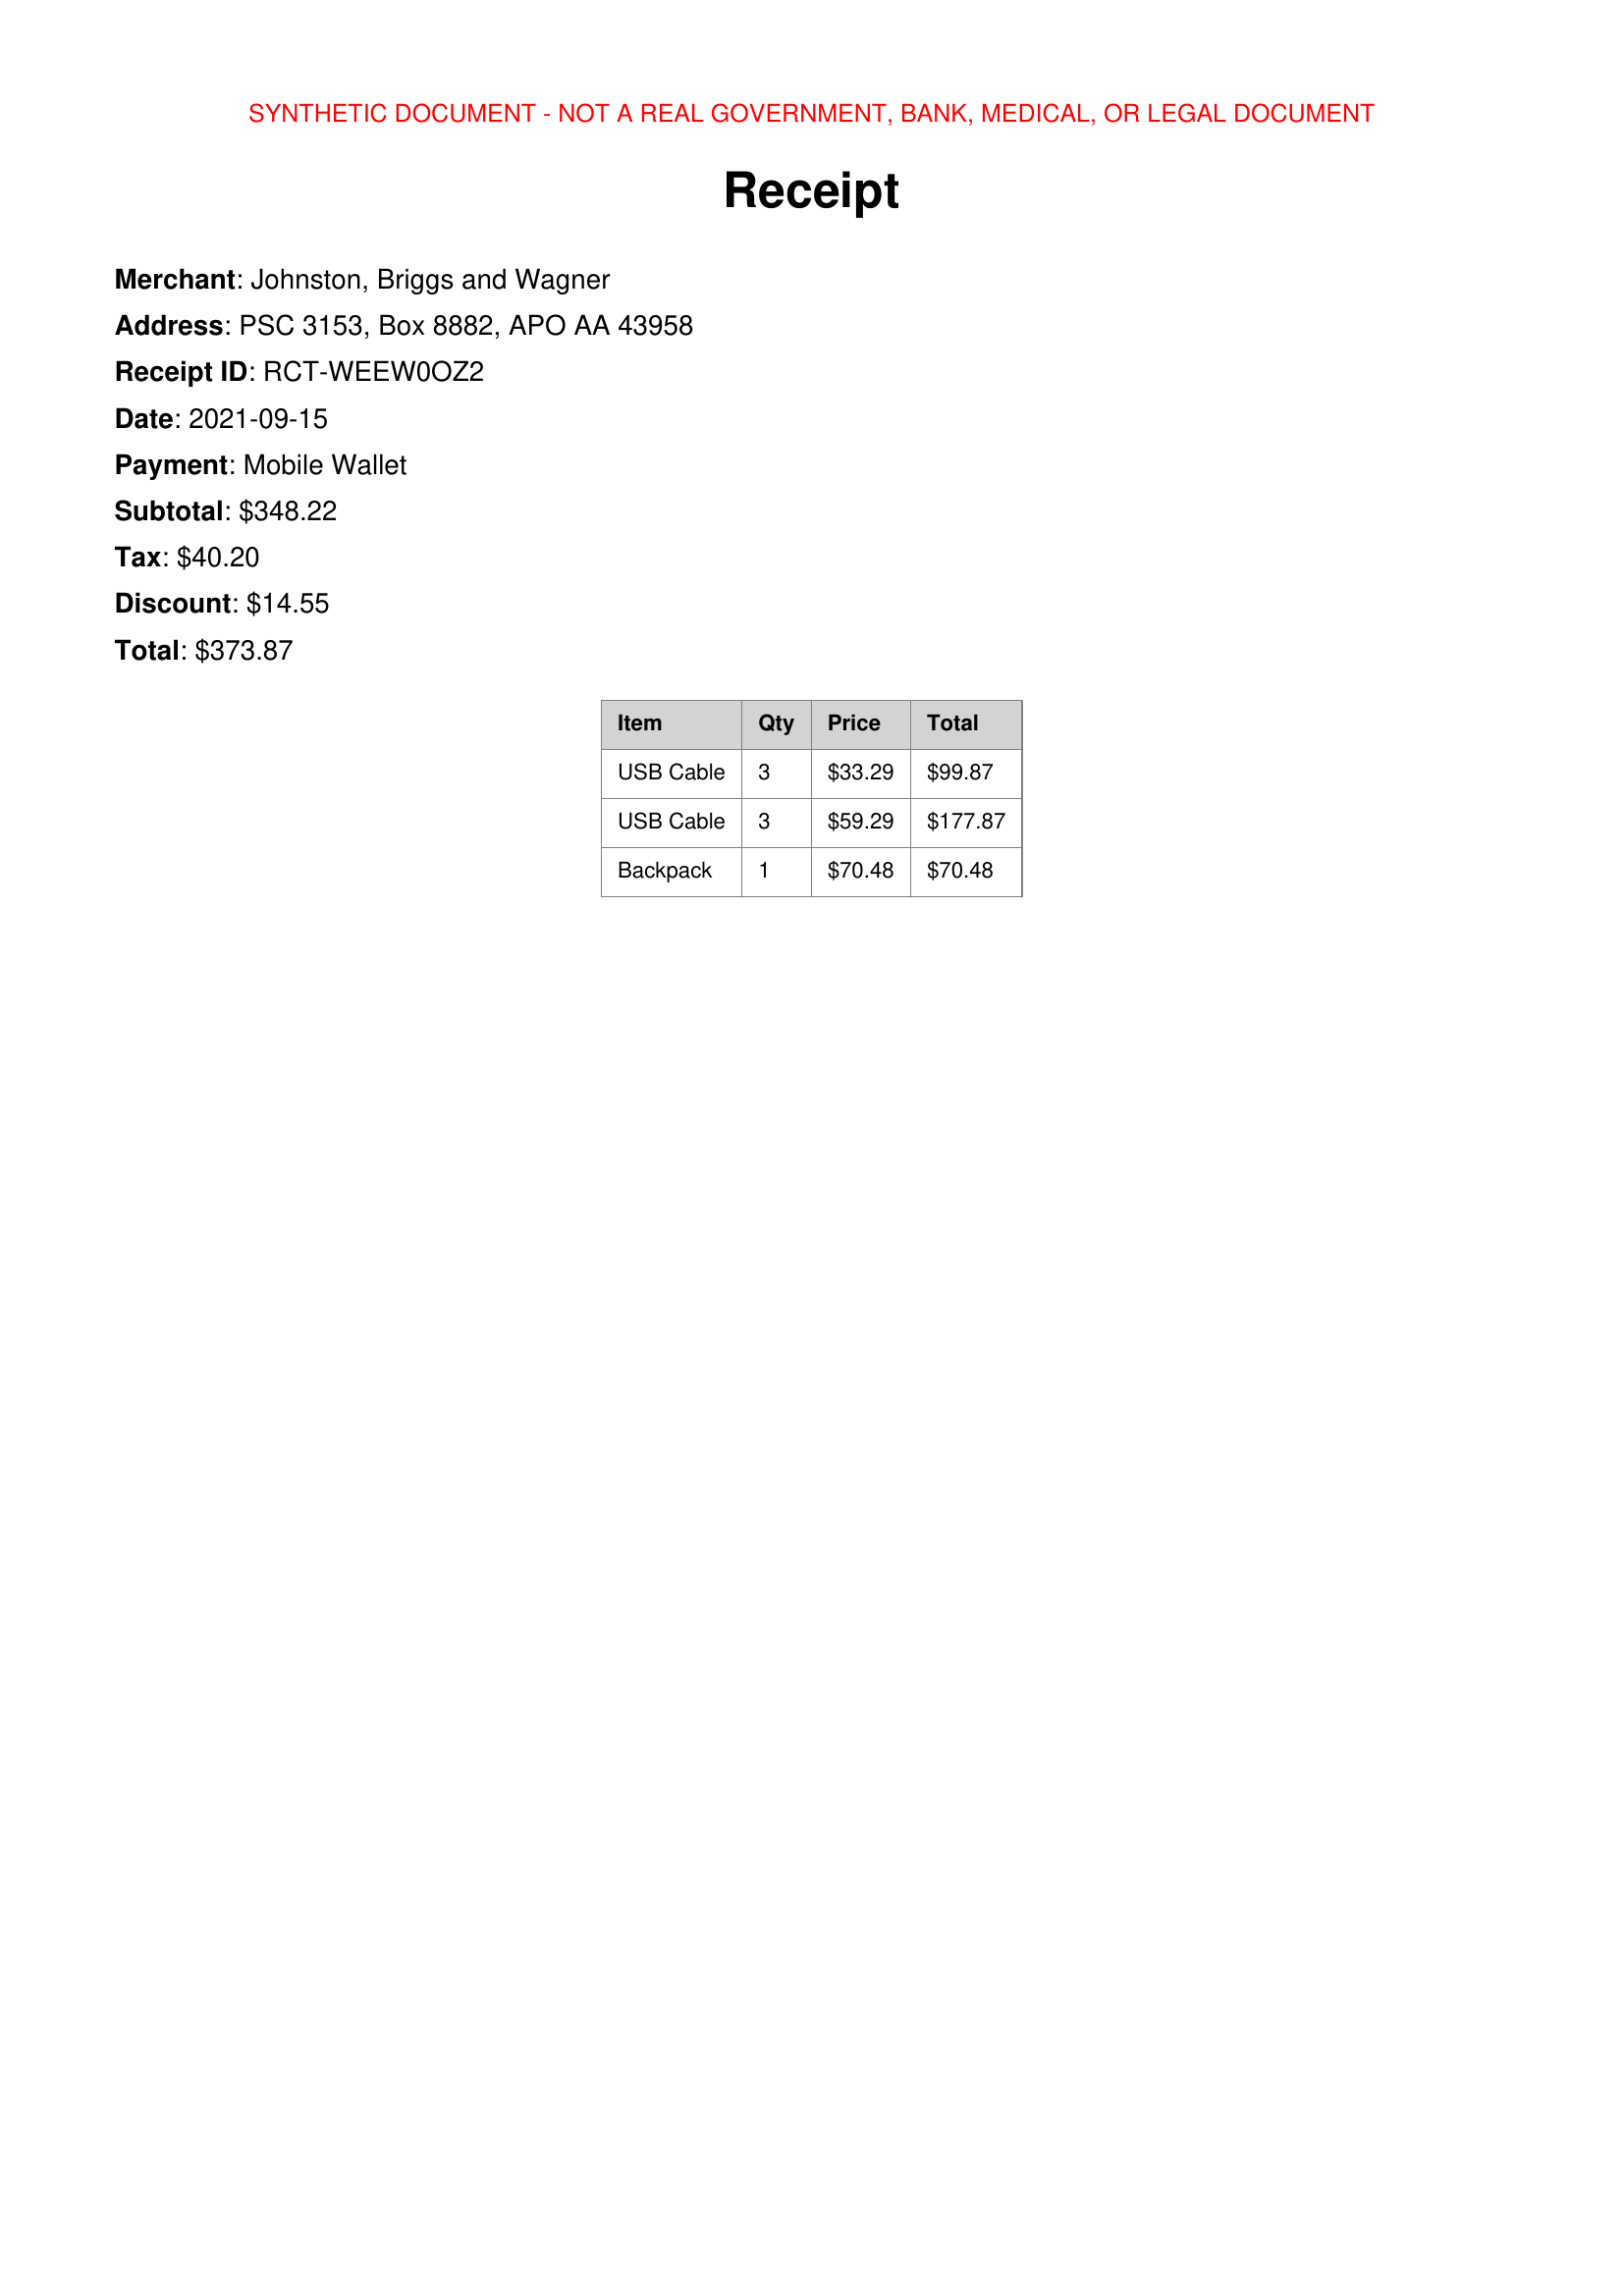 SYNTHETIC DOCUMENT - NOT A REAL GOVERNMENT, BANK, MEDICAL, OR LEGAL DOCUMENT
Receipt
Merchant: Johnston, Briggs and Wagner
Address: PSC 3153, Box 8882, APO AA 43958
Receipt ID: RCT-WEEW0OZ2
Date: 2021-09-15
Payment: Mobile Wallet
Subtotal: $348.22
Tax: $40.20
Discount: $14.55
Total: $373.87
Item Qty Price Total
USB Cable 3 $33.29 $99.87
USB Cable 3 $59.29 $177.87
Backpack 1 $70.48 $70.48